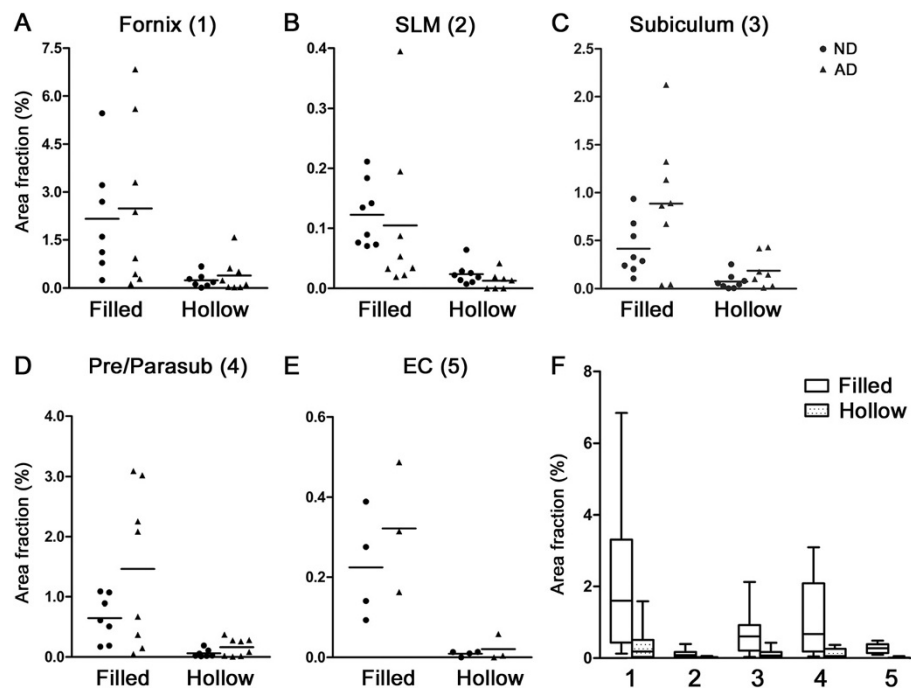 A
Fornix (1)
Area fraction (%)
7.5
6.0
4.5
3.0
1.5
0.0
Filled
Hollow
B
SLM (2)
0.4
0.3
0.2
0.1
0.0
Filled
Hollow
C
Subiculum (3)
2.5
2.0
1.5
1.0
0.5
0.0
Filled
Hollow
ND
AD
D
Pre/Parasub (4)
Area fraction (%)
4.0
3.0
2.0
1.0
0.0
Filled
Hollow
E
EC (5)
0.6
0.4
0.2
0.0
Filled
Hollow
F
Area fraction (%)
8
6
4
2
0
Filled
Hollow
1 2 3 4 5